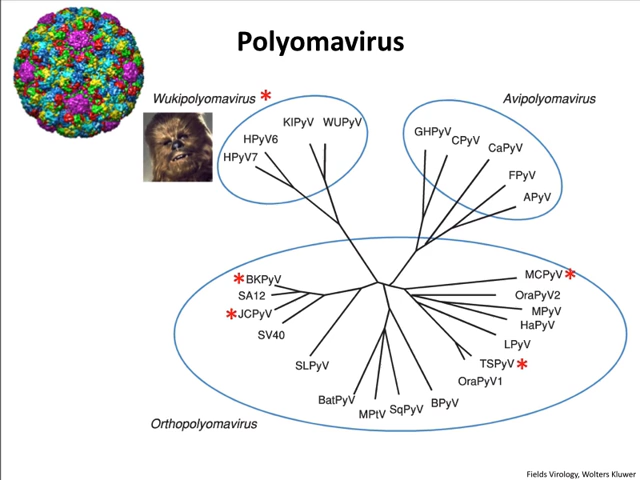 Polyomavirus
Wukipolyomavirus *
Avipolyomavirus
KIPyV WUPyV
HPyV6
HPyV7
GHPyV
CPyV
CaPyV
FPyV
APyV
* BKPyV
SA12
* JCPyV
SV40
SLPyV
BatPyV
MPtV
SqPyV
BPyV
MCPyV *
OraPyV2
MPyV
HaPyV
LPyV
TSPyV *
OraPyV1
Orthopolyomavirus
Fields Virology, Wolters Kluwer